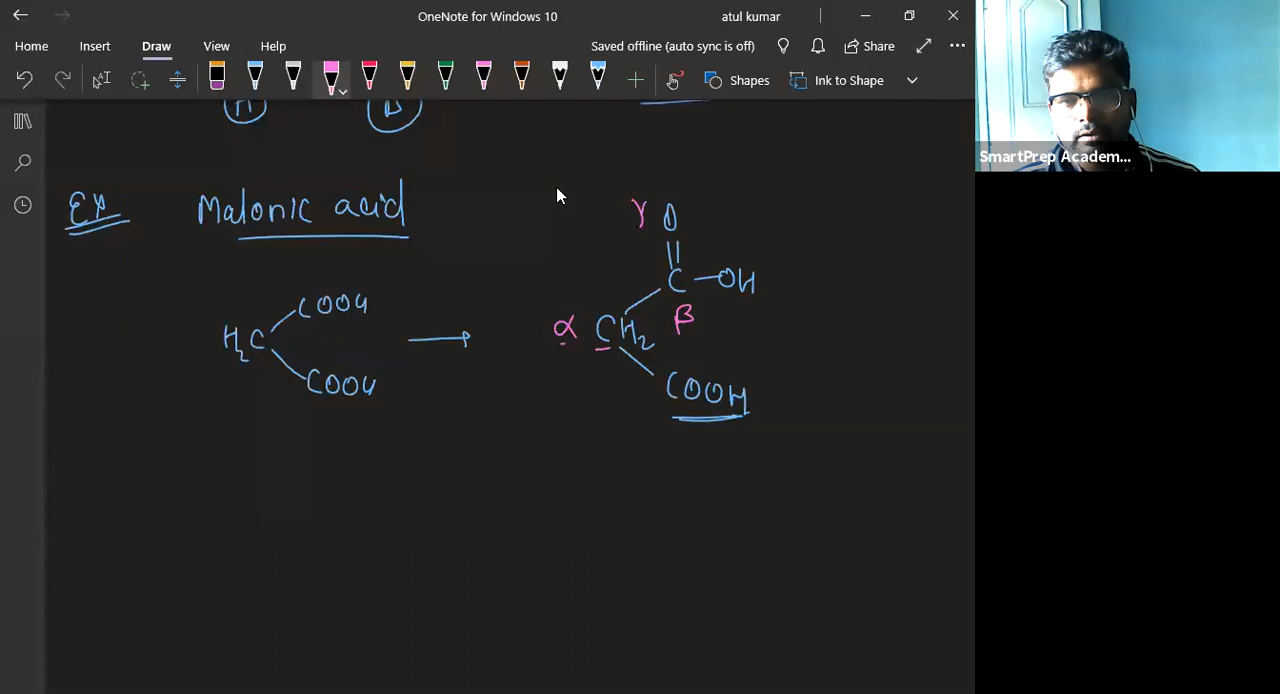 OneNote for Windows 10
atul kumar
Home Insert Draw View Help
Saved offline (auto sync is off)
Share
Shapes
Ink to Shape
SmartPrep Academ...
A B
Ex Malonic acid
γ O
C-OH
COOH
H2C
COOH
α CH2 β
COOH